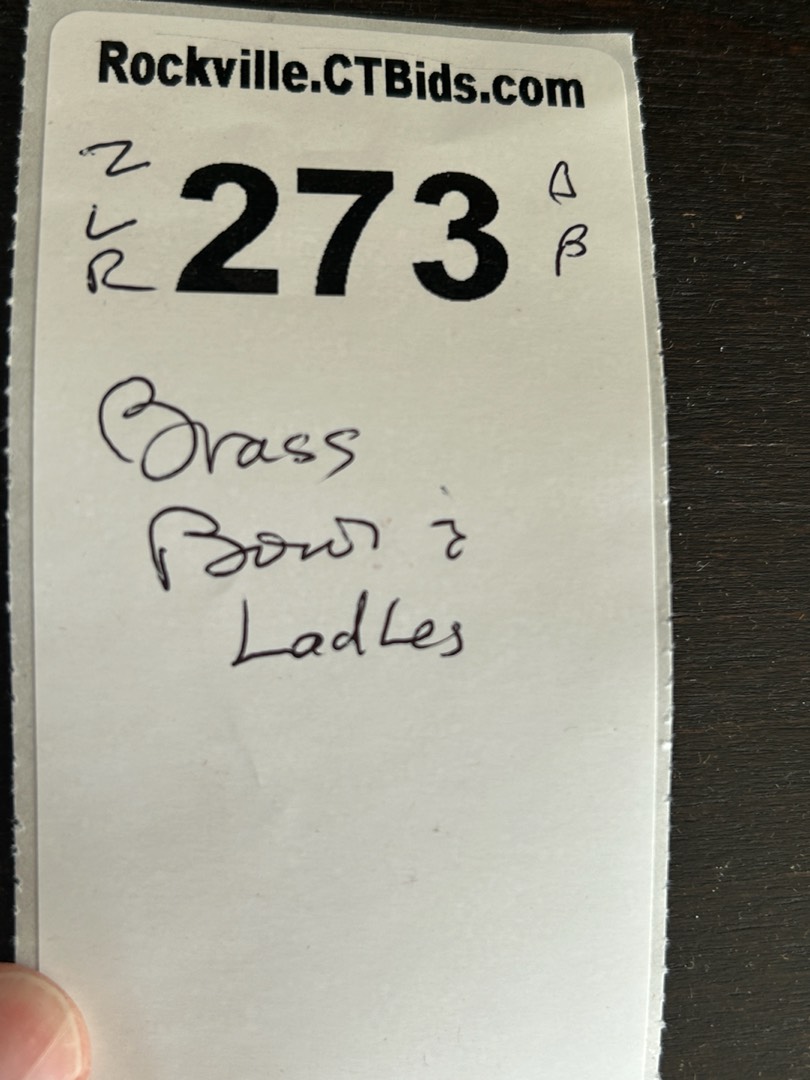 Rockville.CTBids.com
273
Z
L
R
B
Brass
Bowl &
Ladles